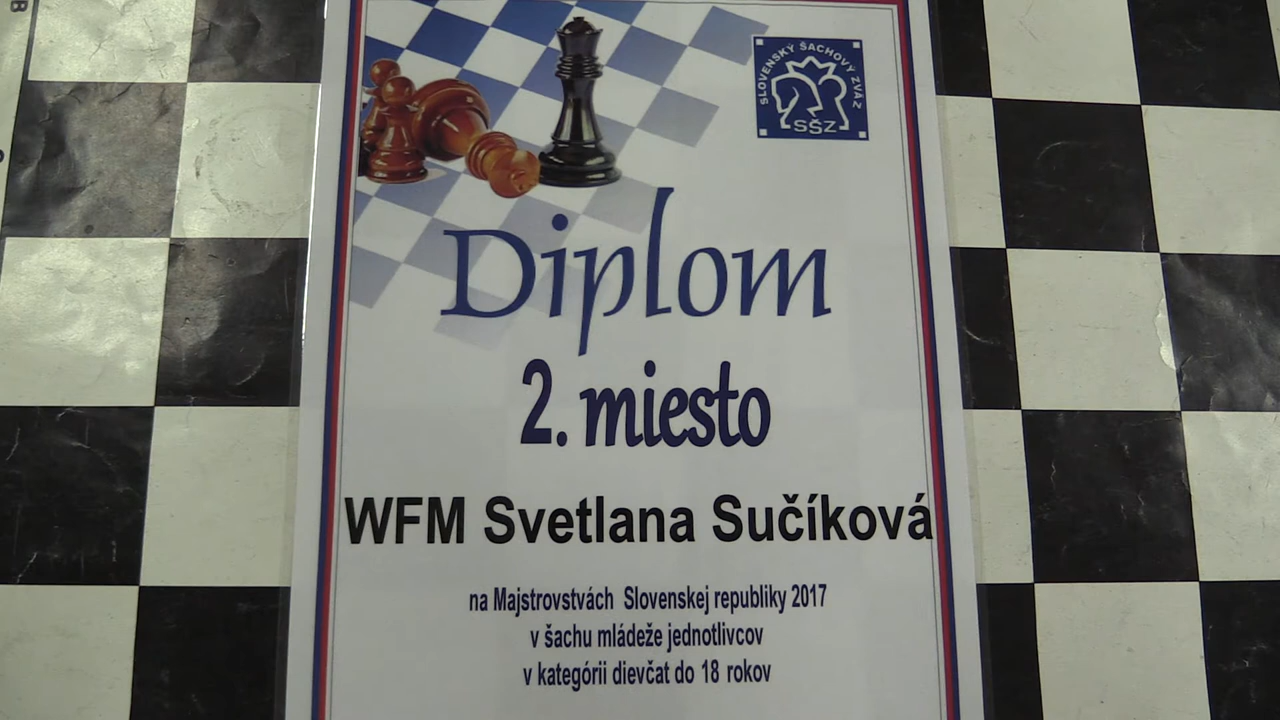 B
SLOVENSKÝ ŠACHOVÝ ZVÄZ
SŠZ
Diplom
2. miesto
WFM Svetlana Sučíková
na Majstrovstvách Slovenskej republiky 2017
v šachu mládeže jednotlivcov
v kategórii dievčat do 18 rokov